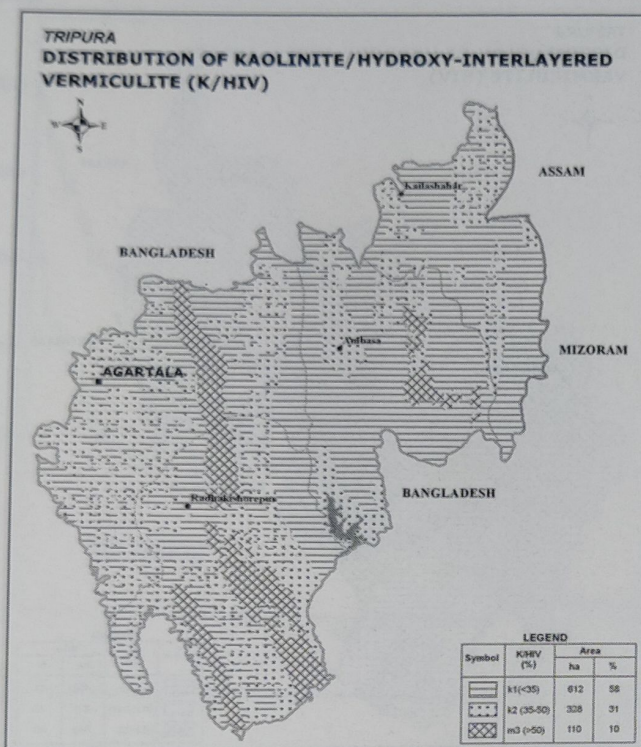 TRIPURA
DISTRIBUTION OF KAOLINITE/HYDROXY-INTERLAYERED
VERMICULITE (K/HIV)
N
W E
S
ASSAM
Kailashahar
BANGLADESH
MIZORAM
AGARTALA
BANGLADESH
LEGEND
Symbol K/HIV (%) Area
ha %
k1(<35) 612 58
k2 (35-50) 328 31
m3 (>50) 110 10